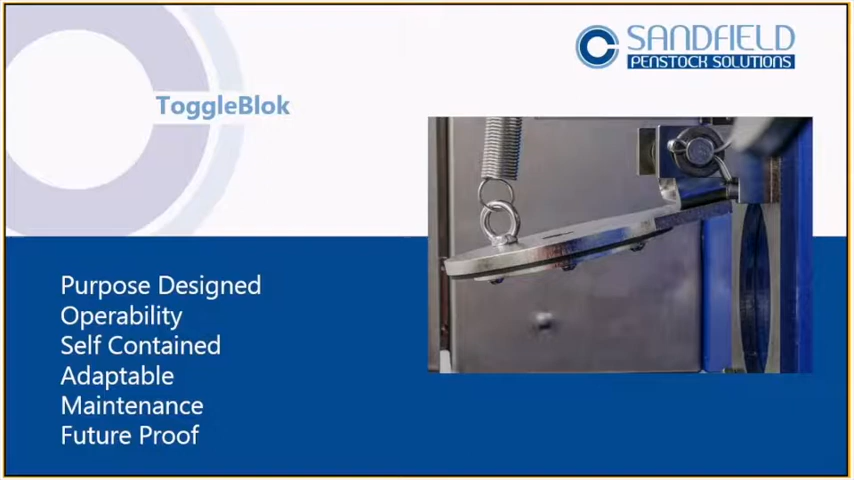 SANDFIELD
PENSTOCK SOLUTIONS
ToggleBlok
Purpose Designed
Operability
Self Contained
Adaptable
Maintenance
Future Proof